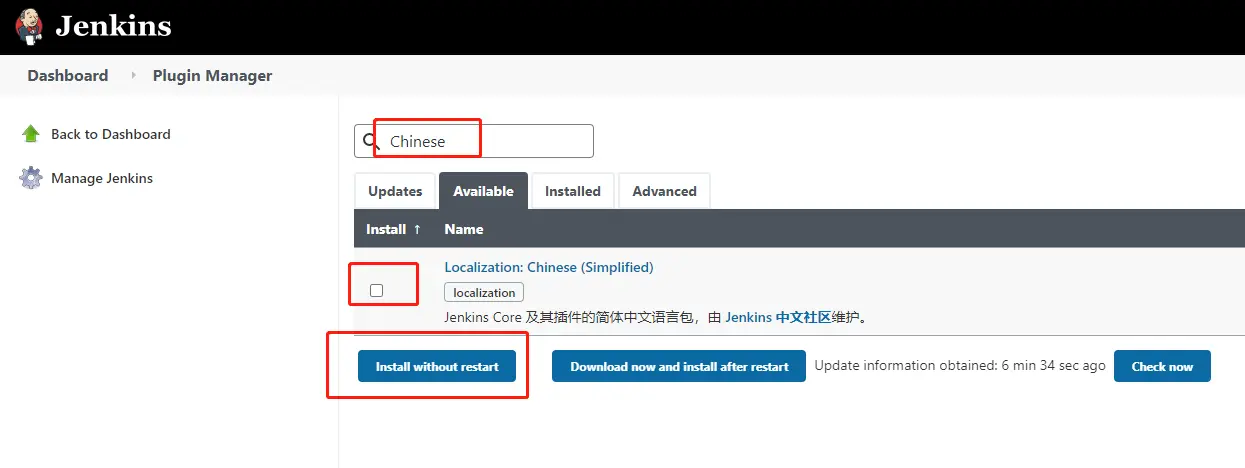 Jenkins
Dashboard Plugin Manager
Back to Dashboard
Manage Jenkins
Chinese
Updates Available Installed Advanced
Install ↑ Name
Localization: Chinese (Simplified)
localization
Jenkins Core 及其插件的简体中文语言包，由 Jenkins 中文社区维护。
Install without restart Download now and install after restart Update information obtained: 6 min 34 sec ago Check now